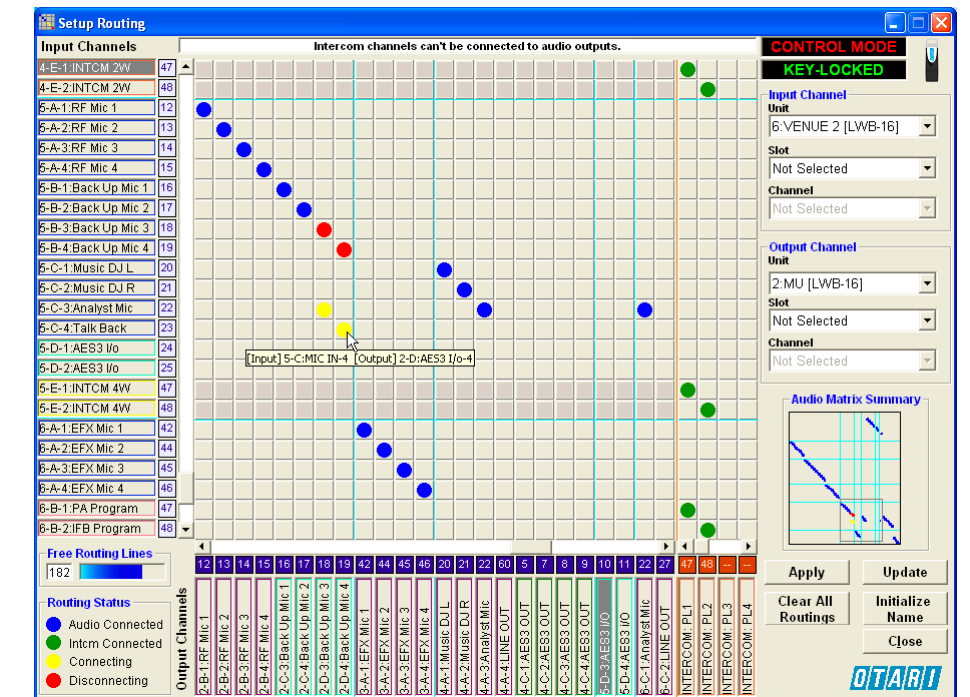 Setup Routing
Input Channels
Intercom channels can't be connected to audio outputs.
CONTROL MODE
KEY-LOCKED
4-E-1:INTCM 2W 47
4-E-2:INTCM 2W 48
5-A-1:RF Mic 1 12
5-A-2:RF Mic 2 13
5-A-3:RF Mic 3 14
5-A-4:RF Mic 4 15
5-B-1:Back Up Mic 1 16
5-B-2:Back Up Mic 2 17
5-B-3:Back Up Mic 3 18
5-B-4:Back Up Mic 4 19
5-C-1:Music DJ L 20
5-C-2:Music DJ R 21
5-C-3:Analyst Mic 22
5-C-4:Talk Back 23
5-D-1:AES3 I/o 24
5-D-2:AES3 I/o 25
5-E-1:INTCM 4W 47
5-E-2:INTCM 4W 48
6-A-1:EFX Mic 1 42
6-A-2:EFX Mic 2 44
6-A-3:EFX Mic 3 45
6-A-4:EFX Mic 4 46
6-B-1:PA Program 47
6-B-2:IFB Program 48
[Input] 5-C:MIC IN-4 [Output] 2-D:AES3 I/o-4
Input Channel
Unit
6:VENUE 2 [LWB-16]
Slot
Not Selected
Channel
Not Selected
Output Channel
Unit
2:MU [LWB-16]
Slot
Not Selected
Channel
Not Selected
Audio Matrix Summary
Free Routing Lines
182
Routing Status
Audio Connected
Intcm Connected
Connecting
Disconnecting
Output Channels
12 13 14 15 16 17 18 19 42 44 45 46 20 21 22 60 5 7 8 9 10 11 22 27 47 48 -- --
2-B-1:RF Mic 1
2-B-2:RF Mic 2
2-B-3:RF Mic 3
2-B-4:RF Mic 4
2-C-3:Back Up Mic 1
2-C-4:Back Up Mic 2
2-D-3:Back Up Mic 3
2-D-4:Back Up Mic 4
3-A-1:EFX Mic 1
3-A-2:EFX Mic 2
3-A-3:EFX Mic 3
3-A-4:EFX Mic 4
4-A-1:Music DJ L
4-A-2:Music DJ R
4-A-3:Analyst Mic
4-A-4:LINE OUT
4-C-1:AES3 OUT
4-C-2:AES3 OUT
4-C-3:AES3 OUT
4-C-4:AES3 OUT
5-D-3:AES3 I/O
5-D-4:AES3 I/O
6-C-1:Analyst Mic
6-C-2:LINE OUT
INTERCOM: PL1
INTERCOM: PL2
INTERCOM: PL3
INTERCOM: PL4
Apply
Update
Clear All
Routings
Initialize
Name
Close
OTARI